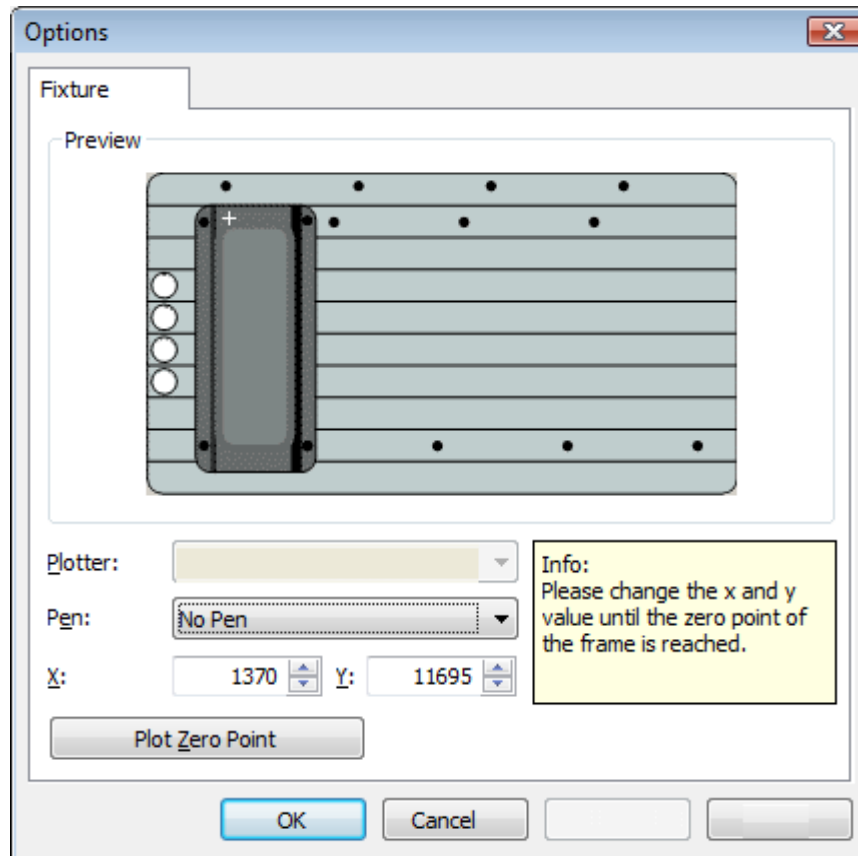 Options
Fixture
Preview
Plotter:
Pen:
No Pen
X:
1370
Y:
11695
Info:
Please change the x and y
value until the zero point of
the frame is reached.
Plot Zero Point
OK
Cancel